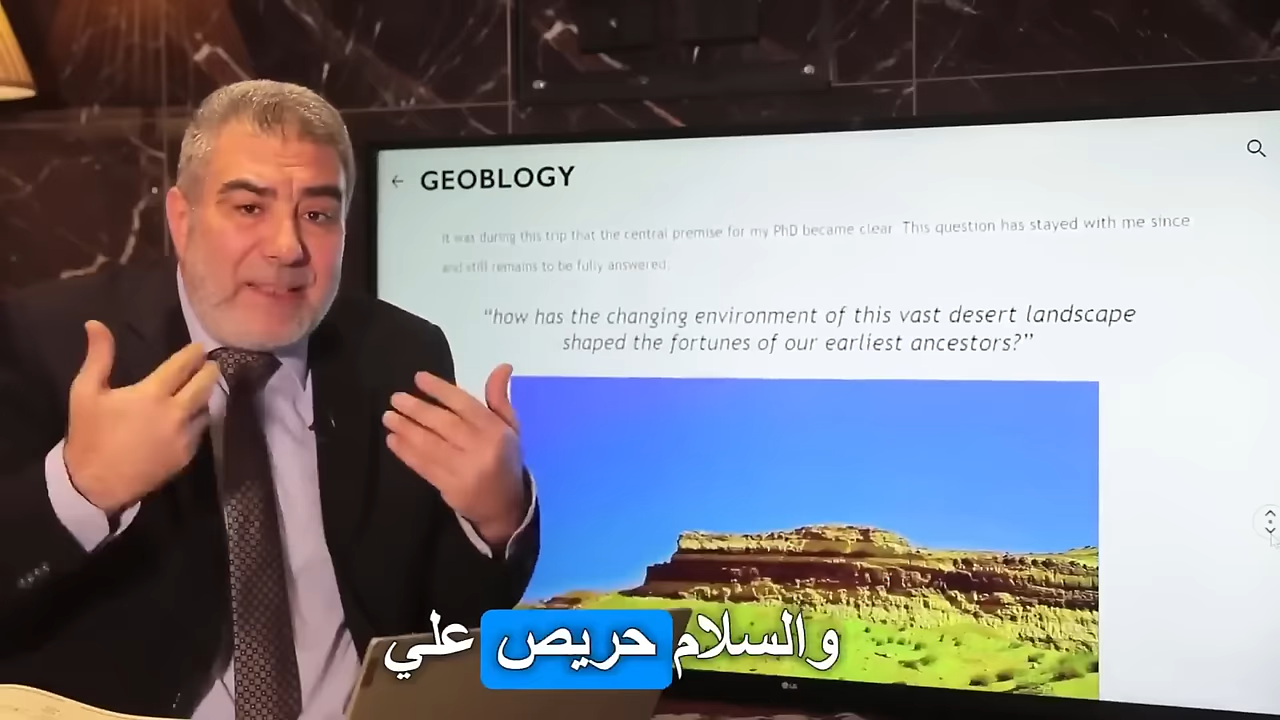 GEOBLOGY
It was during this trip that the central premise for my PhD became clear. This question has stayed with me since
and still remains to be fully answered.
“how has the changing environment of this vast desert landscape
shaped the fortunes of our earliest ancestors?”
والسلام حريص علي
LG